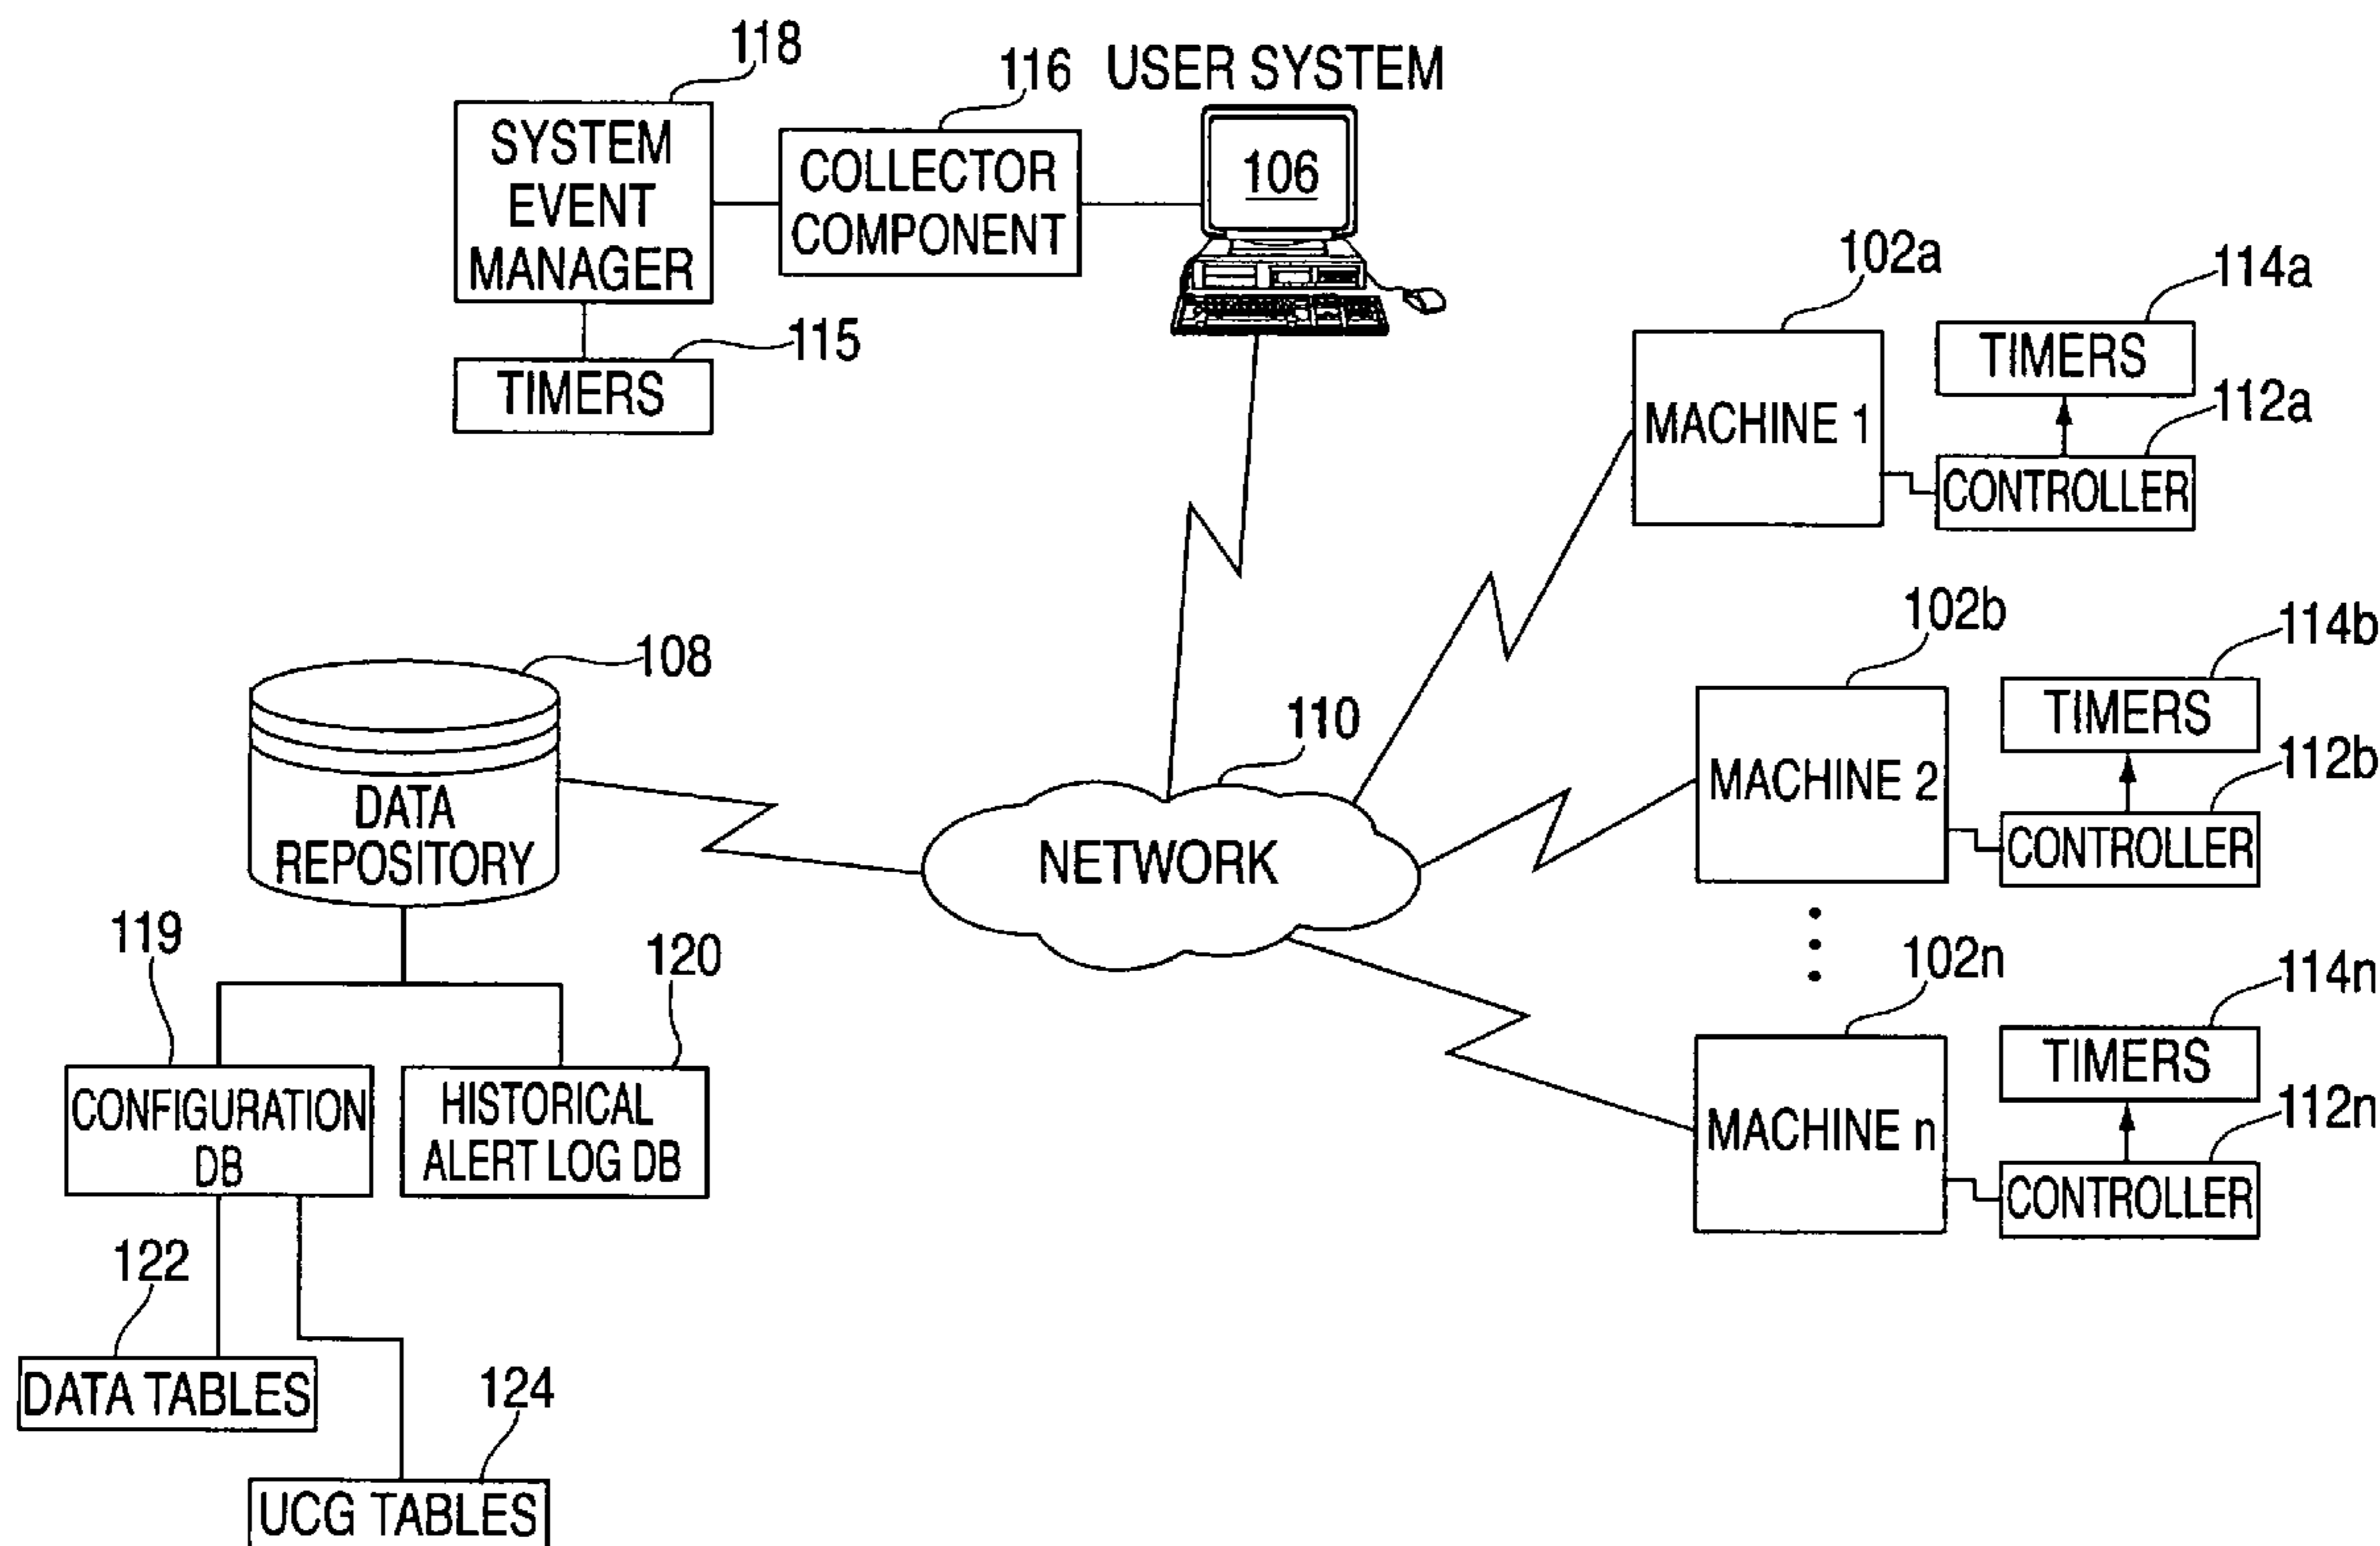 118
116
USER SYSTEM
SYSTEM
EVENT
MANAGER
COLLECTOR
COMPONENT
106
115
TIMERS
102a
114a
TIMERS
MACHINE 1
112a
CONTROLLER
102b
114b
TIMERS
MACHINE 2
112b
CONTROLLER
108
DATA
REPOSITORY
110
NETWORK
119
120
CONFIGURATION
DB
HISTORICAL
ALERT LOG DB
102n
114n
TIMERS
MACHINE n
112n
CONTROLLER
122
DATA TABLES
124
UCG TABLES